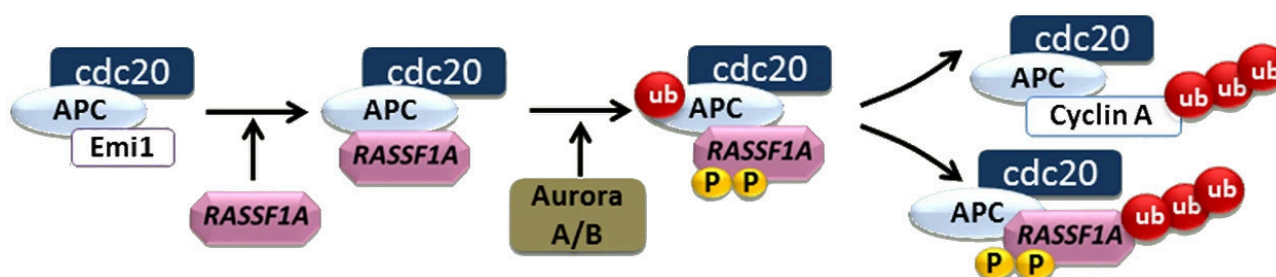 cdc20
APC
Emi1
RASSF1A
cdc20
APC
RASSF1A
Aurora
A/B
cdc20
ub
APC
RASSF1A
P P
cdc20
APC
Cyclin A
ub ub ub
cdc20
APC
RASSF1A
ub ub ub
P P